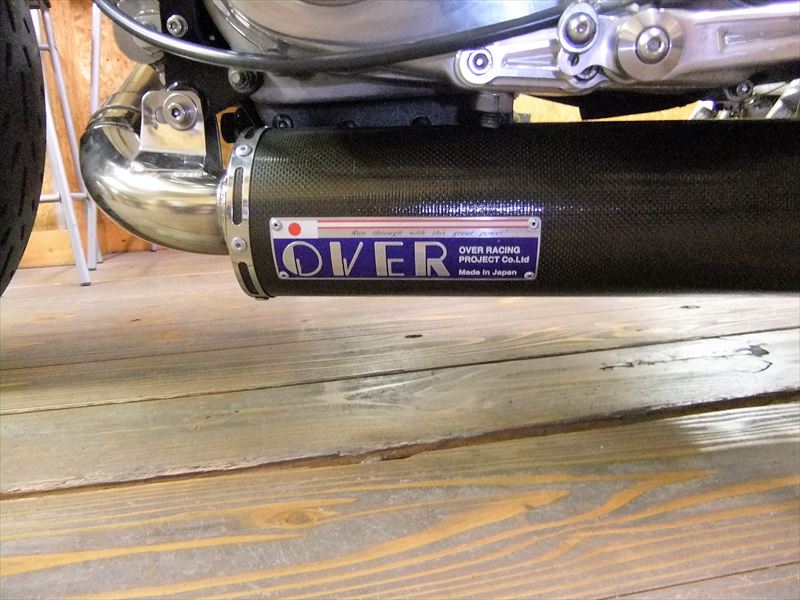 Run through with this great power!
OVER
OVER RACING
PROJECT Co.Ltd
Made in Japan